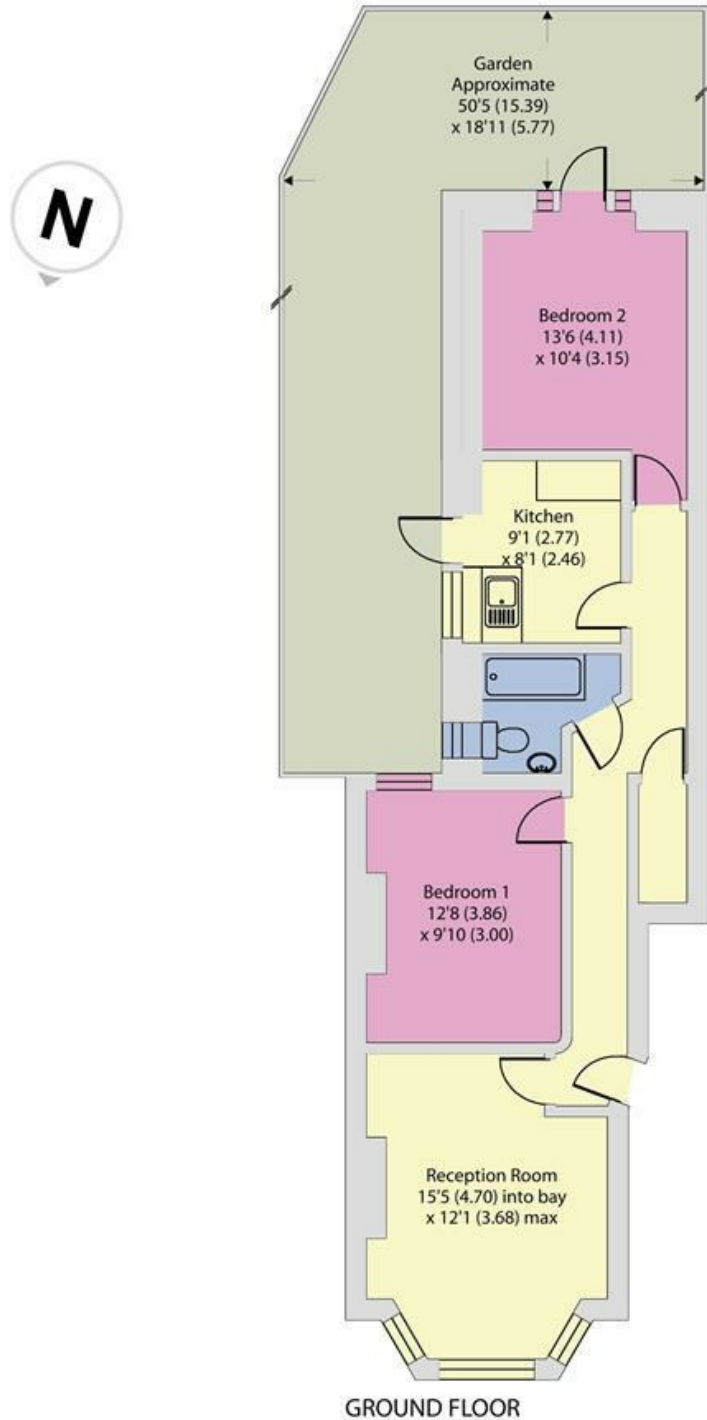 Garden
Approximate
50'5 (15.39)
x 18'11 (5.77)
N
Bedroom 2
13'6 (4.11)
x 10'4 (3.15)
Kitchen
9'1 (2.77)
x 8'1 (2.46)
Bedroom 1
12'8 (3.86)
x 9'10 (3.00)
Reception Room
15'5 (4.70) into bay
x 12'1 (3.68) max
GROUND FLOOR